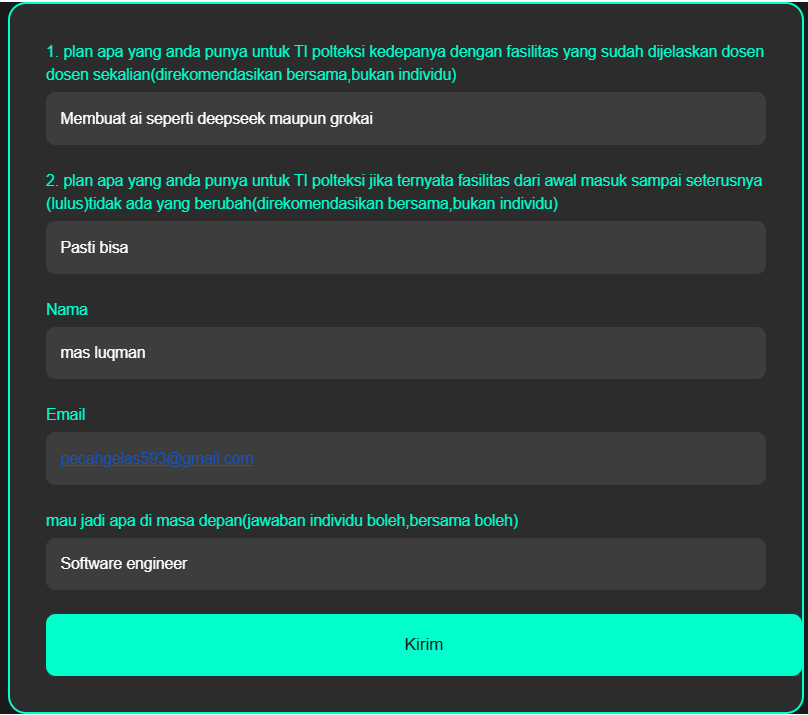 1. plan apa yang anda punya untuk TI polteksi kedepanya dengan fasilitas yang sudah dijelaskan dosen
dosen sekalian(direkomendasikan bersama,bukan individu)
Membuat ai seperti deepseek maupun grokai
2. plan apa yang anda punya untuk TI polteksi jika ternyata fasilitas dari awal masuk sampai seterusnya
(lulus)tidak ada yang berubah(direkomendasikan bersama,bukan individu)
Pasti bisa
Nama
mas luqman
Email
pecahgelas593@gmail.com
mau jadi apa di masa depan(jawaban individu boleh,bersama boleh)
Software engineer
Kirim